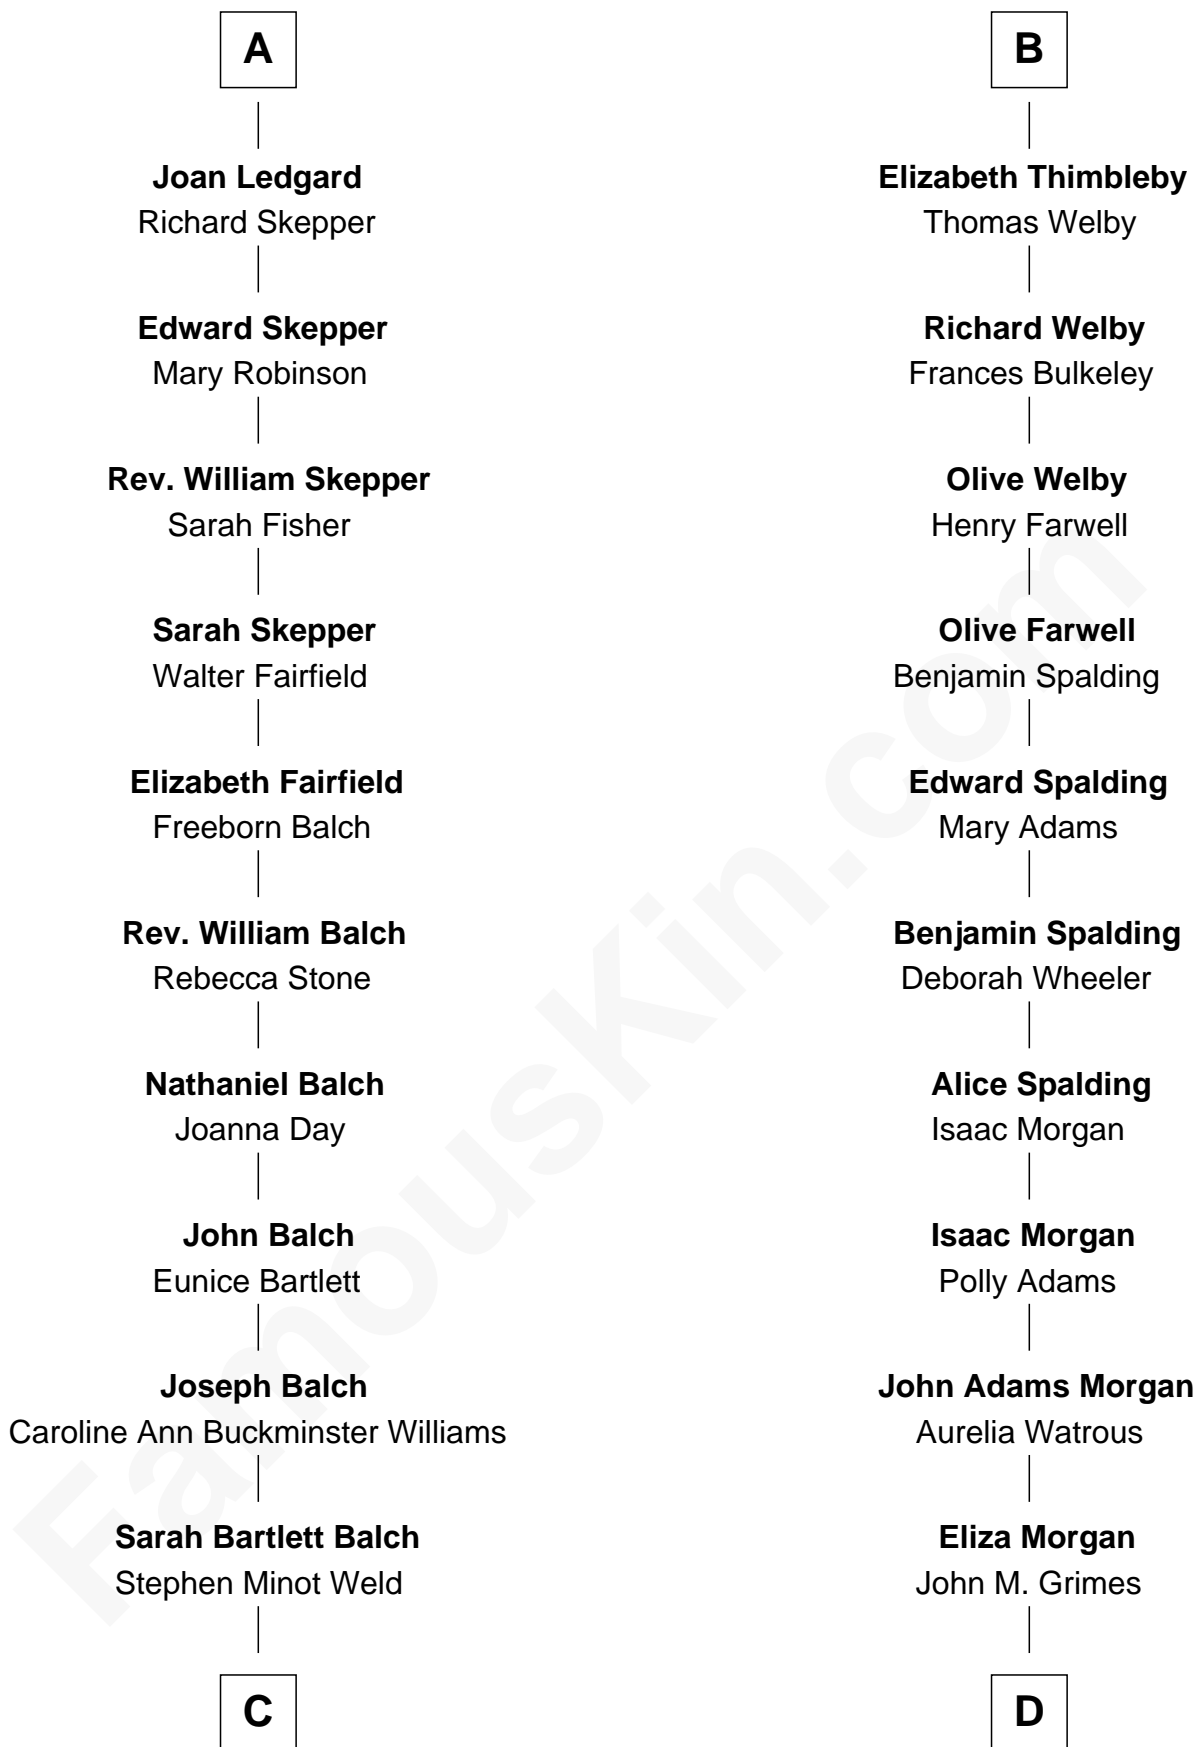 A
Joan Ledgard
Richard Skepper
Edward Skepper
Mary Robinson
Rev. William Skepper
Sarah Fisher
Sarah Skepper
Walter Fairfield
Elizabeth Fairfield
Freeborn Balch
Rev. William Balch
Rebecca Stone
Nathaniel Balch
Joanna Day
John Balch
Eunice Bartlett
Joseph Balch
Caroline Ann Buckminster Williams
Sarah Bartlett Balch
Stephen Minot Weld
C
B
Elizabeth Thimbleby
Thomas Welby
Richard Welby
Frances Bulkeley
Olive Welby
Henry Farwell
Olive Farwell
Benjamin Spalding
Edward Spalding
Mary Adams
Benjamin Spalding
Deborah Wheeler
Alice Spalding
Isaac Morgan
Isaac Morgan
Polly Adams
John Adams Morgan
Aurelia Watrous
Eliza Morgan
John M. Grimes
D
FamousKin.com